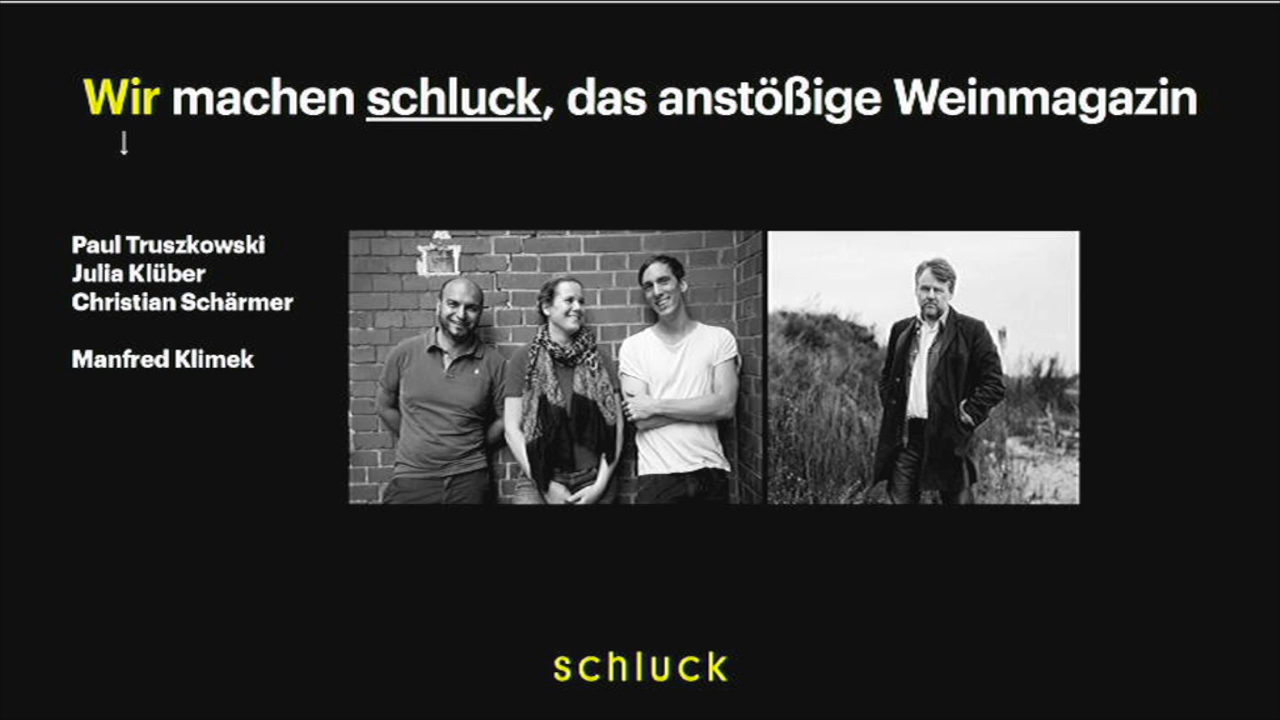 Wir machen schluck, das anstößige Weinmagazin
↓
Paul Truszkowski
Julia Klüber
Christian Schärmer
Manfred Klimek
schluck